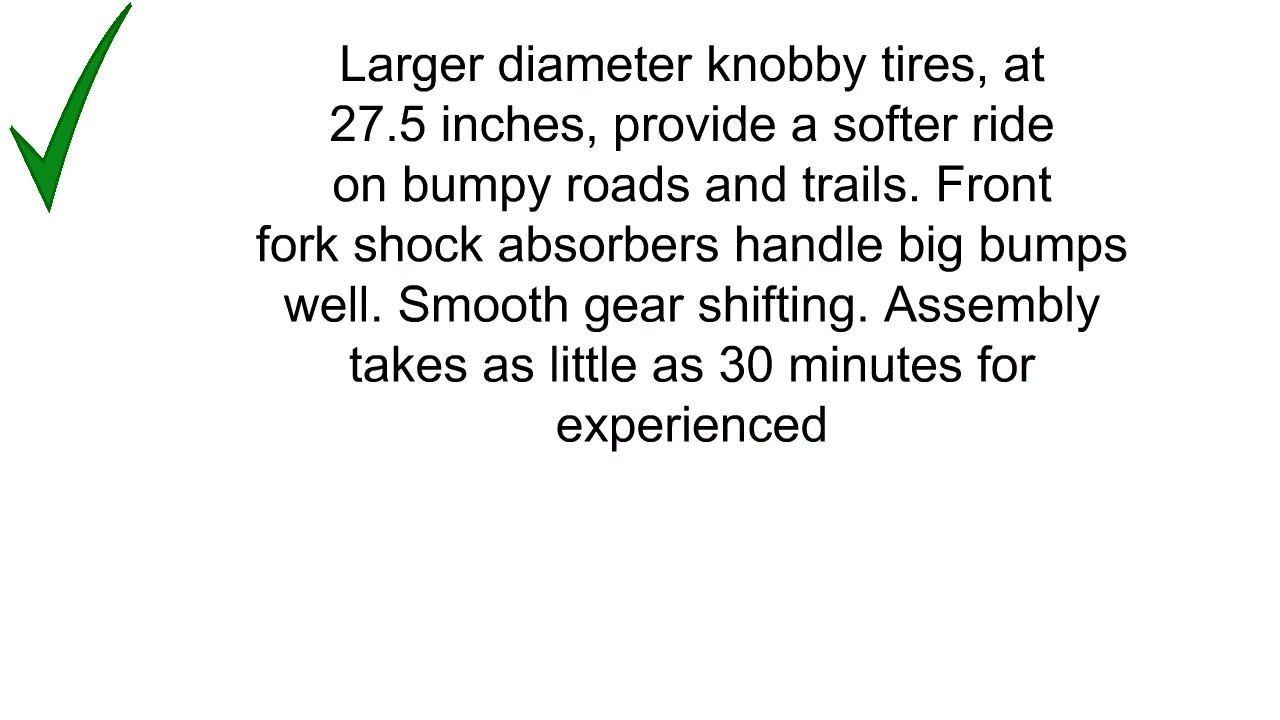 Larger diameter knobby tires, at
27.5 inches, provide a softer ride
on bumpy roads and trails. Front
fork shock absorbers handle big bumps
well. Smooth gear shifting. Assembly
takes as little as 30 minutes for
experienced